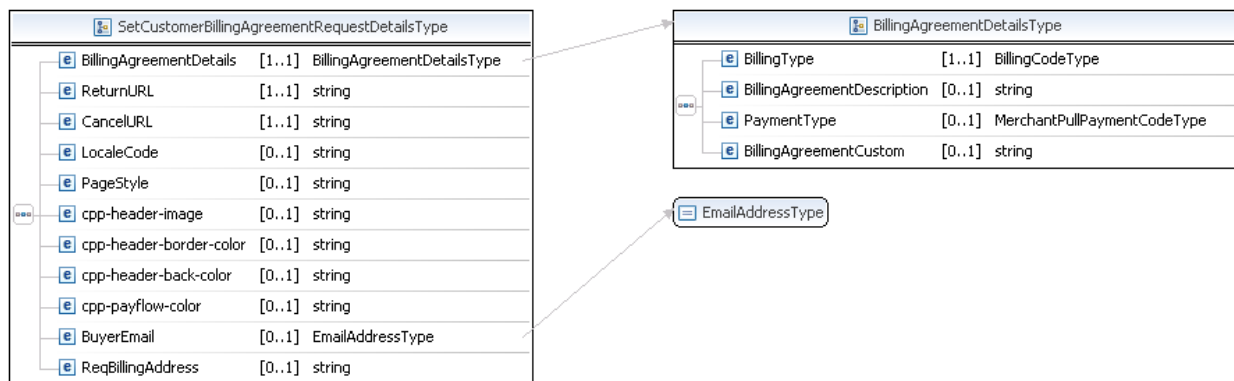 SetCustomerBillingAgreementRequestDetailsType
BillingAgreementDetails [1..1] BillingAgreementDetailsType
ReturnURL [1..1] string
CancelURL [1..1] string
LocaleCode [0..1] string
PageStyle [0..1] string
cpp-header-image [0..1] string
cpp-header-border-color [0..1] string
cpp-header-back-color [0..1] string
cpp-payflow-color [0..1] string
BuyerEmail [0..1] EmailAddressType
ReqBillingAddress [0..1] string
BillingAgreementDetailsType
BillingType [1..1] BillingCodeType
BillingAgreementDescription [0..1] string
PaymentType [0..1] MerchantPullPaymentCodeType
BillingAgreementCustom [0..1] string
EmailAddressType